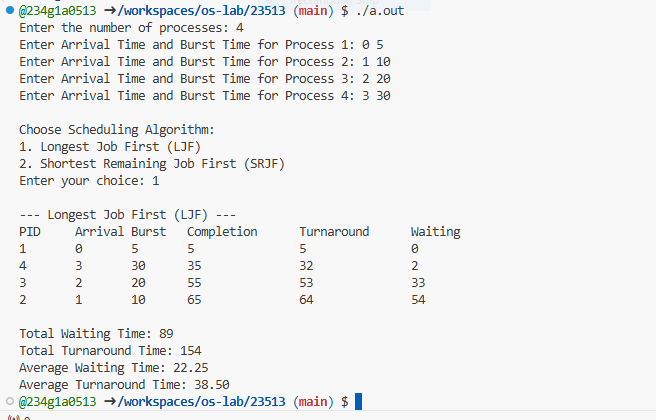 @234g1a0513 ➜/workspaces/os-lab/23513 (main) $ ./a.out
Enter the number of processes: 4
Enter Arrival Time and Burst Time for Process 1: 0 5
Enter Arrival Time and Burst Time for Process 2: 1 10
Enter Arrival Time and Burst Time for Process 3: 2 20
Enter Arrival Time and Burst Time for Process 4: 3 30
Choose Scheduling Algorithm:
1. Longest Job First (LJF)
2. Shortest Remaining Job First (SRJF)
Enter your choice: 1
--- Longest Job First (LJF) ---
PID Arrival Burst Completion Turnaround Waiting
1 0 5 5 5 0
4 3 30 35 32 2
3 2 20 55 53 33
2 1 10 65 64 54
Total Waiting Time: 89
Total Turnaround Time: 154
Average Waiting Time: 22.25
Average Turnaround Time: 38.50
@234g1a0513 ➜/workspaces/os-lab/23513 (main) $